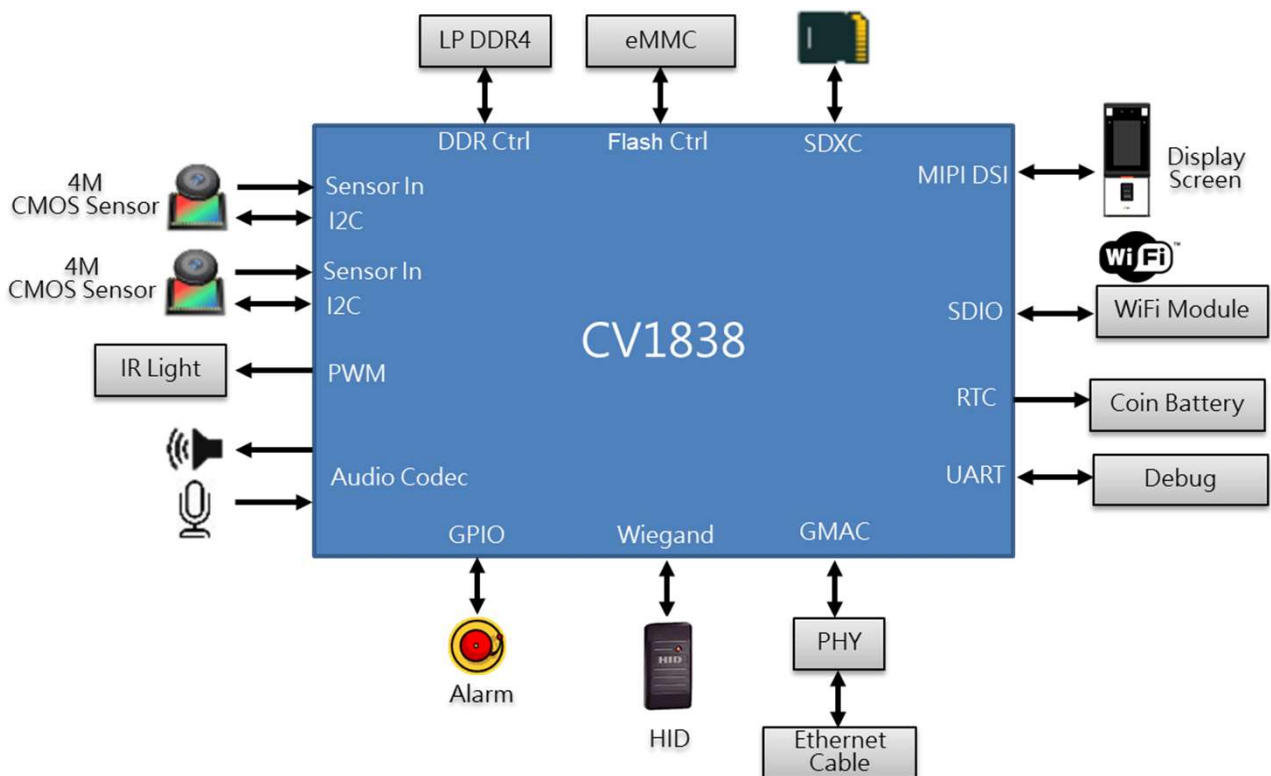 LP DDR4
eMMC
DDR Ctrl
Flash Ctrl
SDXC
MIPI DSI
Display
Screen
4M
CMOS Sensor
Sensor In
I2C
4M
CMOS Sensor
Sensor In
I2C
WiFi™
SDIO
WiFi Module
CV1838
IR Light
PWM
RTC
Coin Battery
Audio Codec
UART
Debug
GPIO
Wiegand
GMAC
Alarm
HID
HID
PHY
Ethernet
Cable